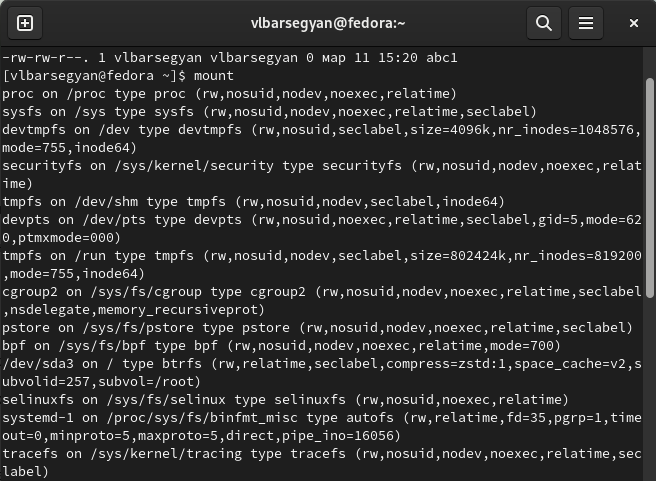 vlbarsegyan@fedora:~
-rw-rw-r--. 1 vlbarsegyan vlbarsegyan 0 мар 11 15:20 abc1
[vlbarsegyan@fedora ~]$ mount
proc on /proc type proc (rw,nosuid,nodev,noexec,relatime)
sysfs on /sys type sysfs (rw,nosuid,nodev,noexec,relatime,seclabel)
devtmpfs on /dev type devtmpfs (rw,nosuid,seclabel,size=4096k,nr_inodes=1048576,
mode=755,inode64)
securityfs on /sys/kernel/security type securityfs (rw,nosuid,nodev,noexec,relat
ime)
tmpfs on /dev/shm type tmpfs (rw,nosuid,nodev,seclabel,inode64)
devpts on /dev/pts type devpts (rw,nosuid,noexec,relatime,seclabel,gid=5,mode=62
0,ptmxmode=000)
tmpfs on /run type tmpfs (rw,nosuid,nodev,seclabel,size=802424k,nr_inodes=819200
,mode=755,inode64)
cgroup2 on /sys/fs/cgroup type cgroup2 (rw,nosuid,nodev,noexec,relatime,seclabel
,nsdelegate,memory_recursiveprot)
pstore on /sys/fs/pstore type pstore (rw,nosuid,nodev,noexec,relatime,seclabel)
bpf on /sys/fs/bpf type bpf (rw,nosuid,nodev,noexec,relatime,mode=700)
/dev/sda3 on / type btrfs (rw,relatime,seclabel,compress=zstd:1,space_cache=v2,s
ubvolid=257,subvol=/root)
selinuxfs on /sys/fs/selinux type selinuxfs (rw,nosuid,noexec,relatime)
systemd-1 on /proc/sys/fs/binfmt_misc type autofs (rw,relatime,fd=35,pgrp=1,time
out=0,minproto=5,maxproto=5,direct,pipe_ino=16056)
tracefs on /sys/kernel/tracing type tracefs (rw,nosuid,nodev,noexec,relatime,sec
label)